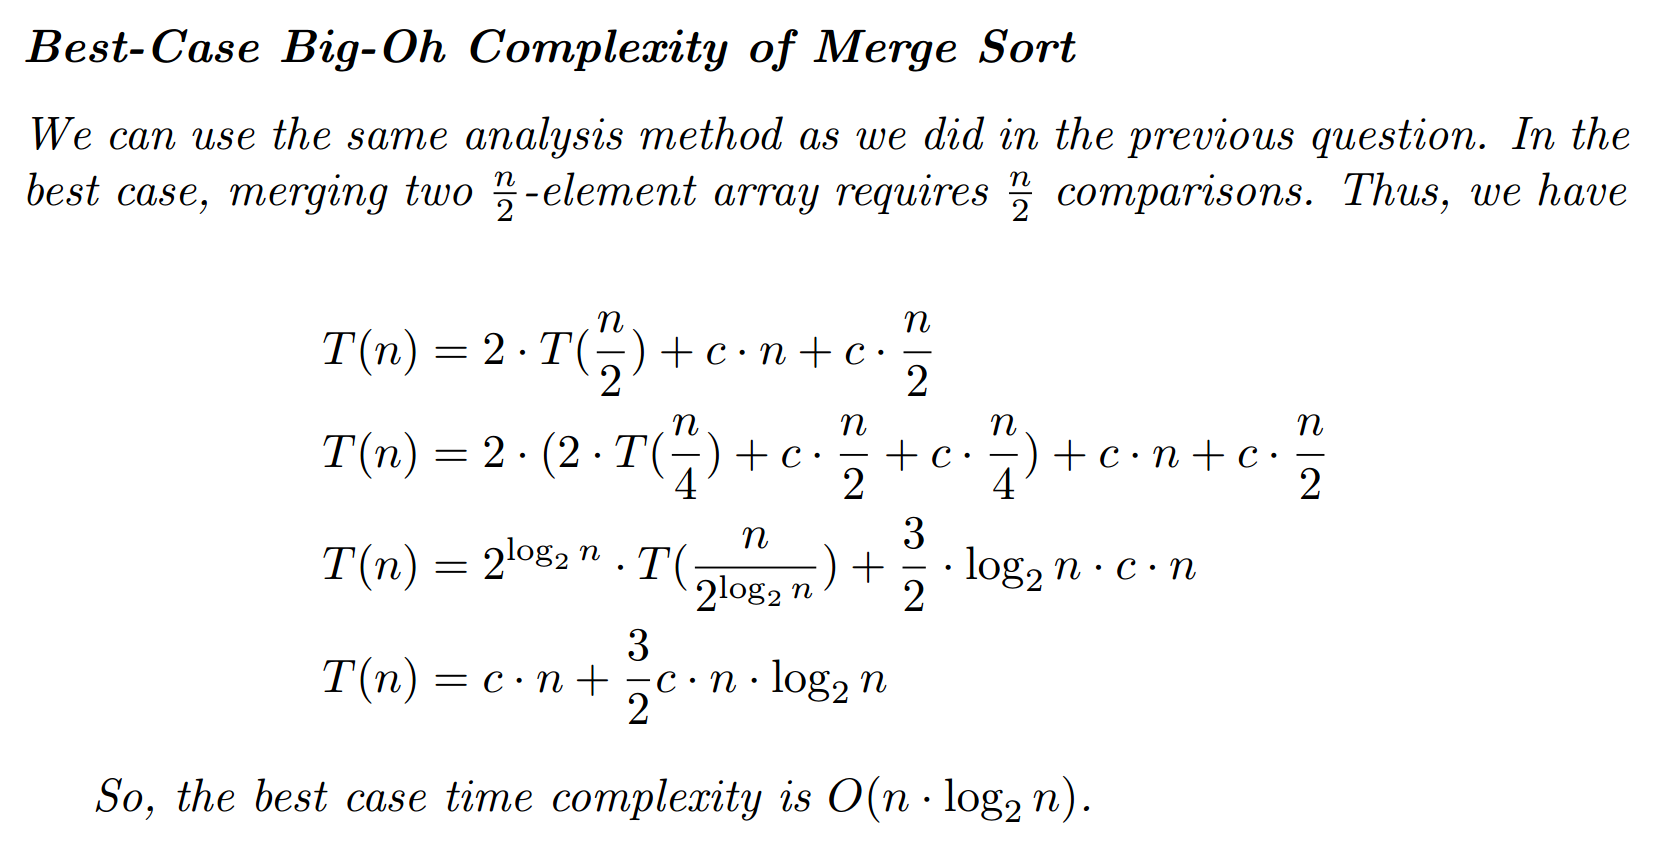 Best-Case Big-Oh Complexity of Merge Sort
We can use the same analysis method as we did in the previous question. In the
best case, merging two $\frac{n}{2}$-element array requires $\frac{n}{2}$ comparisons. Thus, we have
$T(n) = 2 \cdot T(\frac{n}{2}) + c \cdot n + c \cdot \frac{n}{2}$
$T(n) = 2 \cdot (2 \cdot T(\frac{n}{4}) + c \cdot \frac{n}{2} + c \cdot \frac{n}{4}) + c \cdot n + c \cdot \frac{n}{2}$
$T(n) = 2^{\log_2 n} \cdot T(\frac{n}{2^{\log_2 n}}) + \frac{3}{2} \cdot \log_2 n \cdot c \cdot n$
$T(n) = c \cdot n + \frac{3}{2} c \cdot n \cdot \log_2 n$
So, the best case time complexity is $O(n \cdot \log_2 n)$.